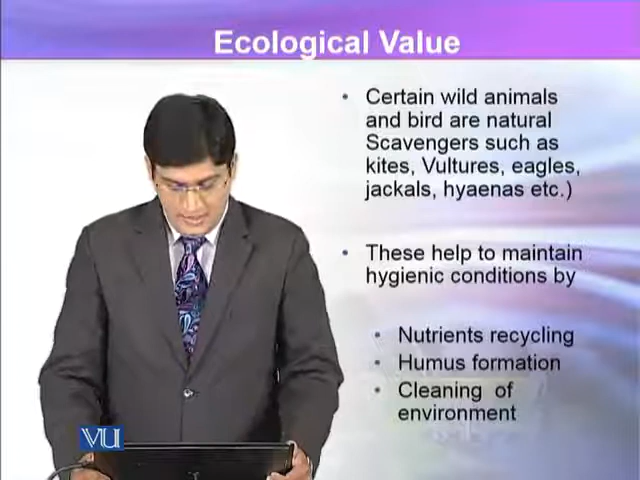 Ecological Value
• Certain wild animals
and bird are natural
Scavengers such as
kites, Vultures, eagles,
jackals, hyaenas etc.)
• These help to maintain
hygienic conditions by
• Nutrients recycling
• Humus formation
• Cleaning of
environment
VU